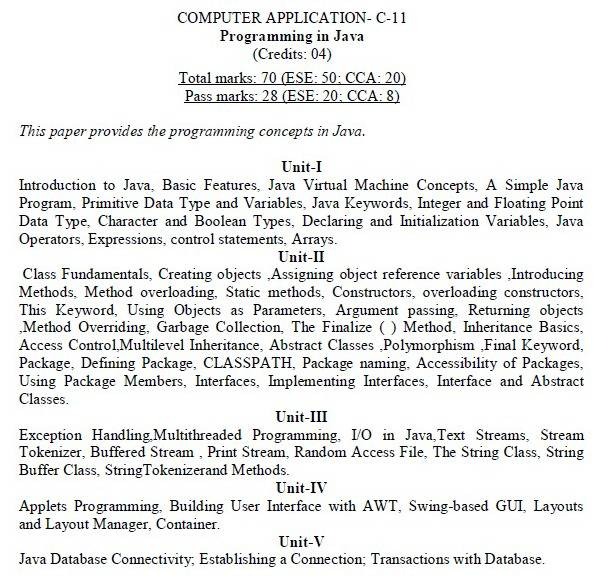 COMPUTER APPLICATION- C-11
Programming in Java
(Credits: 04)
Total marks: 70 (ESE: 50; CCA: 20)
Pass marks: 28 (ESE: 20; CCA: 8)
This paper provides the programming concepts in Java.
Unit-I
Introduction to Java, Basic Features, Java Virtual Machine Concepts, A Simple Java
Program, Primitive Data Type and Variables, Java Keywords, Integer and Floating Point
Data Type, Character and Boolean Types, Declaring and Initialization Variables, Java
Operators, Expressions, control statements, Arrays.
Unit-II
Class Fundamentals, Creating objects ,Assigning object reference variables ,Introducing
Methods, Method overloading, Static methods, Constructors, overloading constructors,
This Keyword, Using Objects as Parameters, Argument passing, Returning objects
,Method Overriding, Garbage Collection, The Finalize ( ) Method, Inheritance Basics,
Access Control,Multilevel Inheritance, Abstract Classes ,Polymorphism ,Final Keyword,
Package, Defining Package, CLASSPATH, Package naming, Accessibility of Packages,
Using Package Members, Interfaces, Implementing Interfaces, Interface and Abstract
Classes.
Unit-III
Exception Handling,Multithreaded Programming, I/O in Java,Text Streams, Stream
Tokenizer, Buffered Stream , Print Stream, Random Access File, The String Class, String
Buffer Class, StringTokenizerand Methods.
Unit-IV
Applets Programming, Building User Interface with AWT, Swing-based GUI, Layouts
and Layout Manager, Container.
Unit-V
Java Database Connectivity; Establishing a Connection; Transactions with Database.